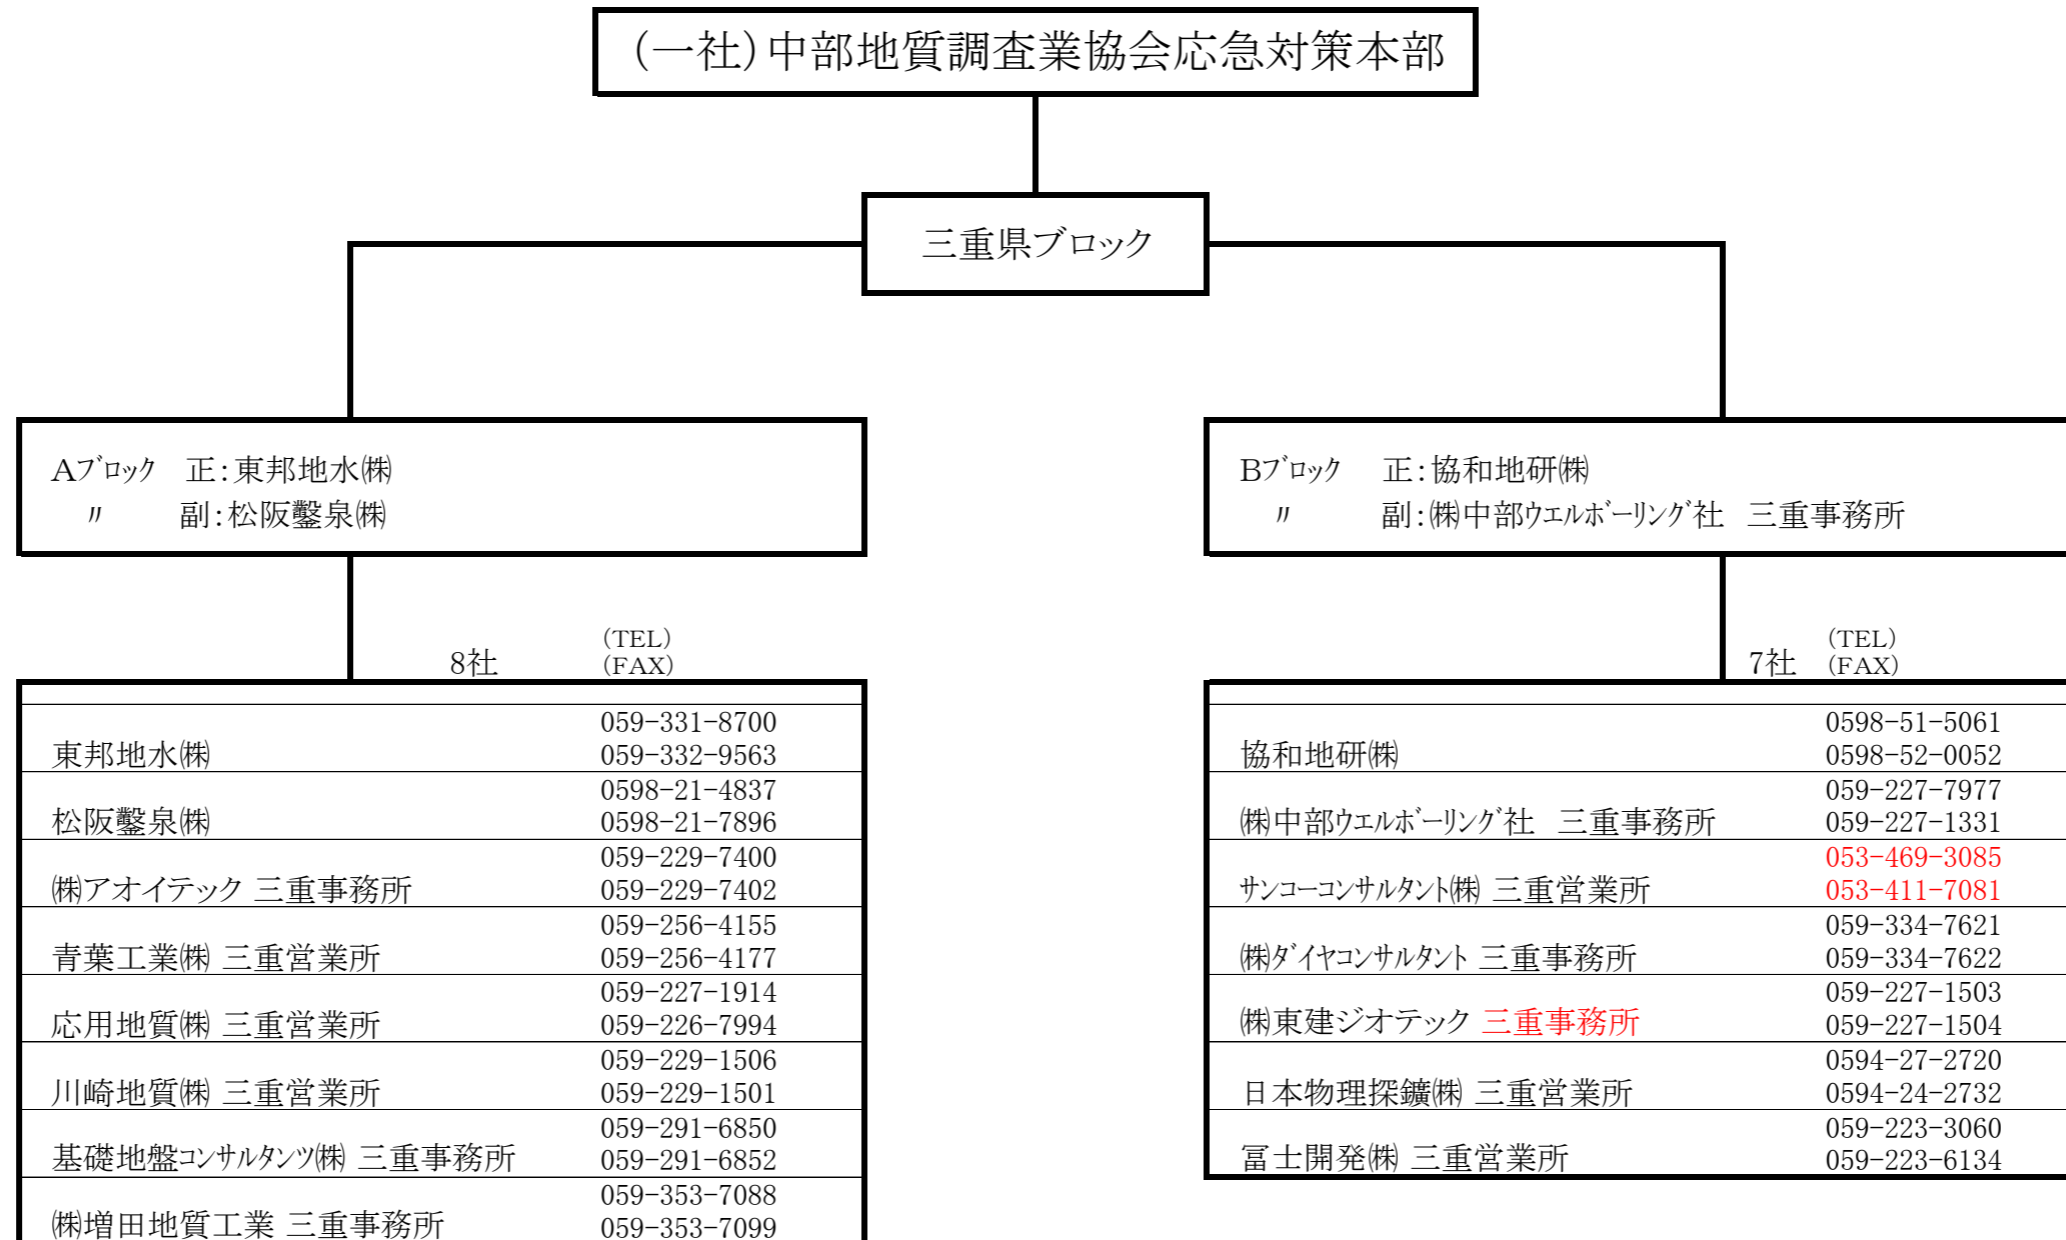 (一社)中部地質調査業協会応急対策本部
三重県ブロック
Aブロック 正:東邦地水㈱
〃 副:松阪鑿泉㈱
8社
(TEL)
(FAX)
東邦地水㈱
059-331-8700
059-332-9563
松阪鑿泉㈱
0598-21-4837
0598-21-7896
㈱アオイテック 三重事務所
059-229-7400
059-229-7402
青葉工業㈱ 三重営業所
059-256-4155
059-256-4177
応用地質㈱ 三重営業所
059-227-1914
059-226-7994
川崎地質㈱ 三重営業所
059-229-1506
059-229-1501
基礎地盤コンサルタンツ㈱ 三重事務所
059-291-6850
059-291-6852
㈱増田地質工業 三重事務所
059-353-7088
059-353-7099
Bブロック 正:協和地研㈱
〃 副:㈱中部ウエルボーリング社 三重事務所
7社
(TEL)
(FAX)
協和地研㈱
0598-51-5061
0598-52-0052
㈱中部ウエルボーリング社 三重事務所
059-227-7977
059-227-1331
サンコーコンサルタント㈱ 三重営業所
053-469-3085
053-411-7081
㈱ダイヤコンサルタント 三重事務所
059-334-7621
059-334-7622
㈱東建ジオテック 三重事務所
059-227-1503
059-227-1504
日本物理探鑛㈱ 三重営業所
0594-27-2720
0594-24-2732
冨士開発㈱ 三重営業所
059-223-3060
059-223-6134